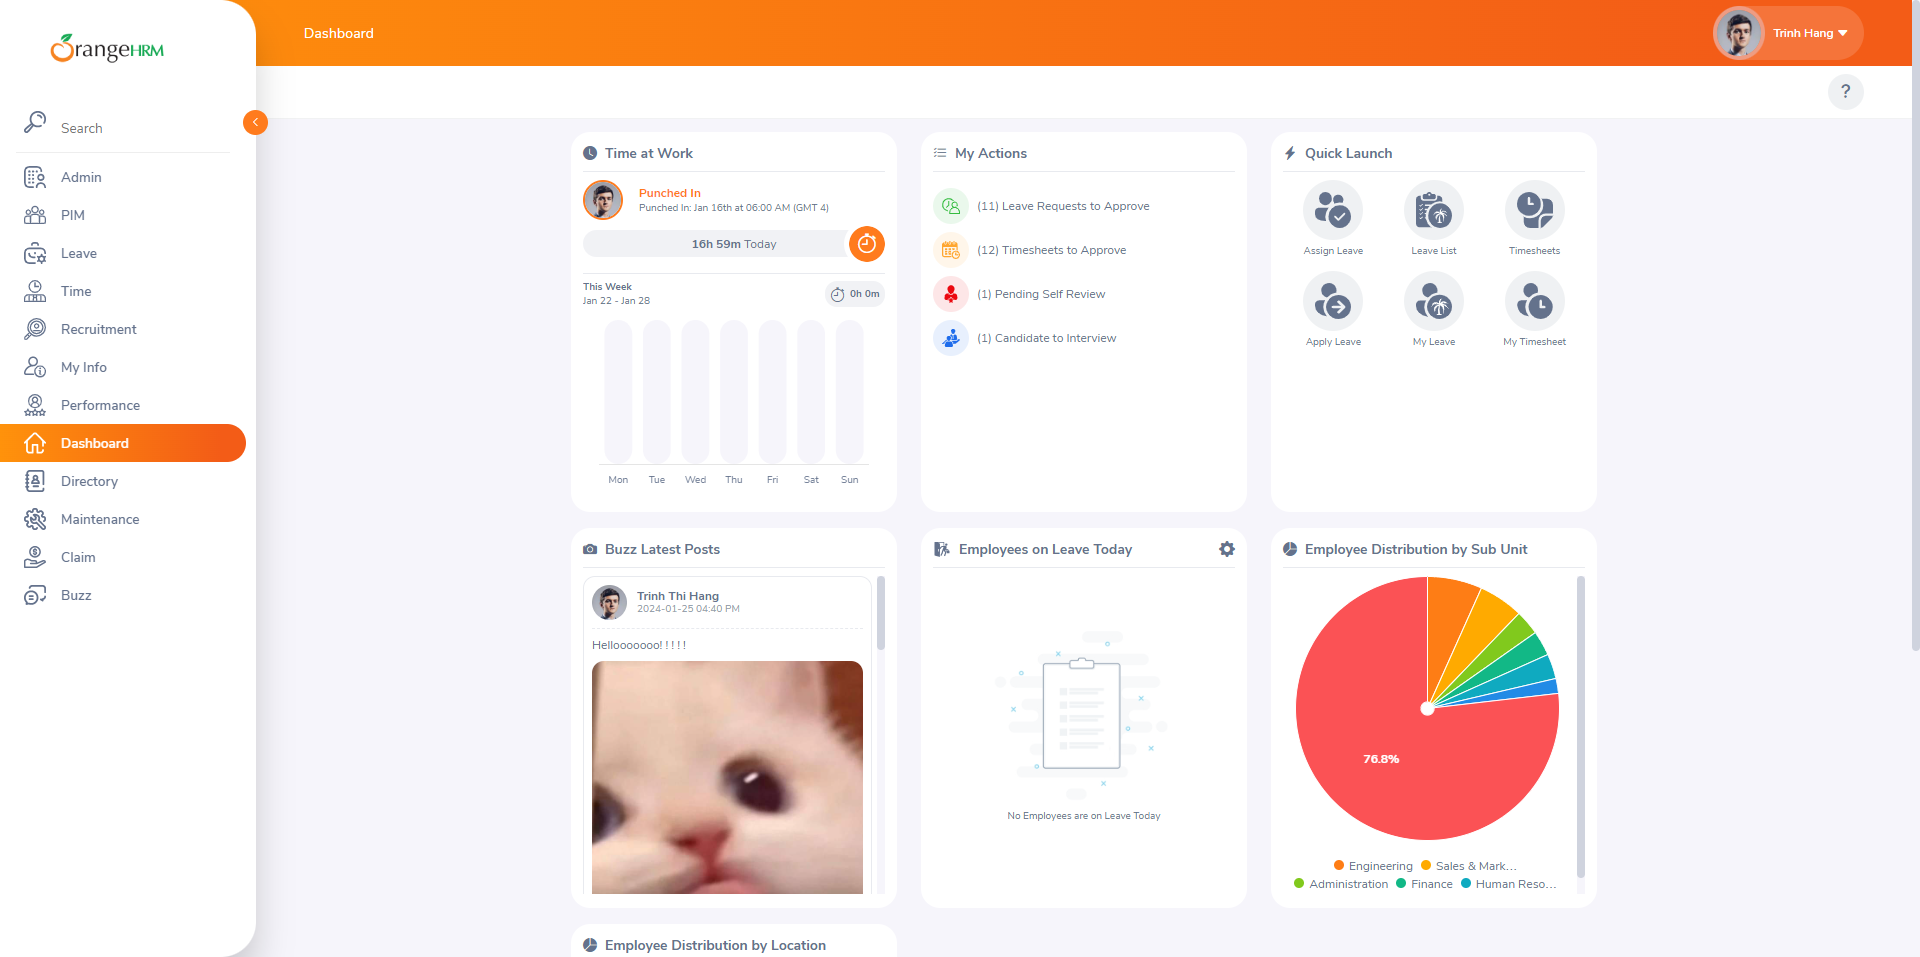 OrangeHRM
Dashboard
Trinh Hang
?
Search
Admin
PIM
Leave
Time
Recruitment
My Info
Performance
Dashboard
Directory
Maintenance
Claim
Buzz
Time at Work
Punched In
Punched In: Jan 16th at 06:00 AM (GMT 4)
16h 59m Today
This Week
Jan 22 - Jan 28
0h 0m
Mon Tue Wed Thu Fri Sat Sun
My Actions
(11) Leave Requests to Approve
(12) Timesheets to Approve
(1) Pending Self Review
(1) Candidate to Interview
Quick Launch
Assign Leave Leave List Timesheets
Apply Leave My Leave My Timesheet
Buzz Latest Posts
Trinh Thi Hang
2024-01-25 04:40 PM
Hellooooooo! ! ! ! !
Employees on Leave Today
No Employees are on Leave Today
Employee Distribution by Sub Unit
76.8%
Engineering Sales & Mark...
Administration Finance Human Reso...
Employee Distribution by Location